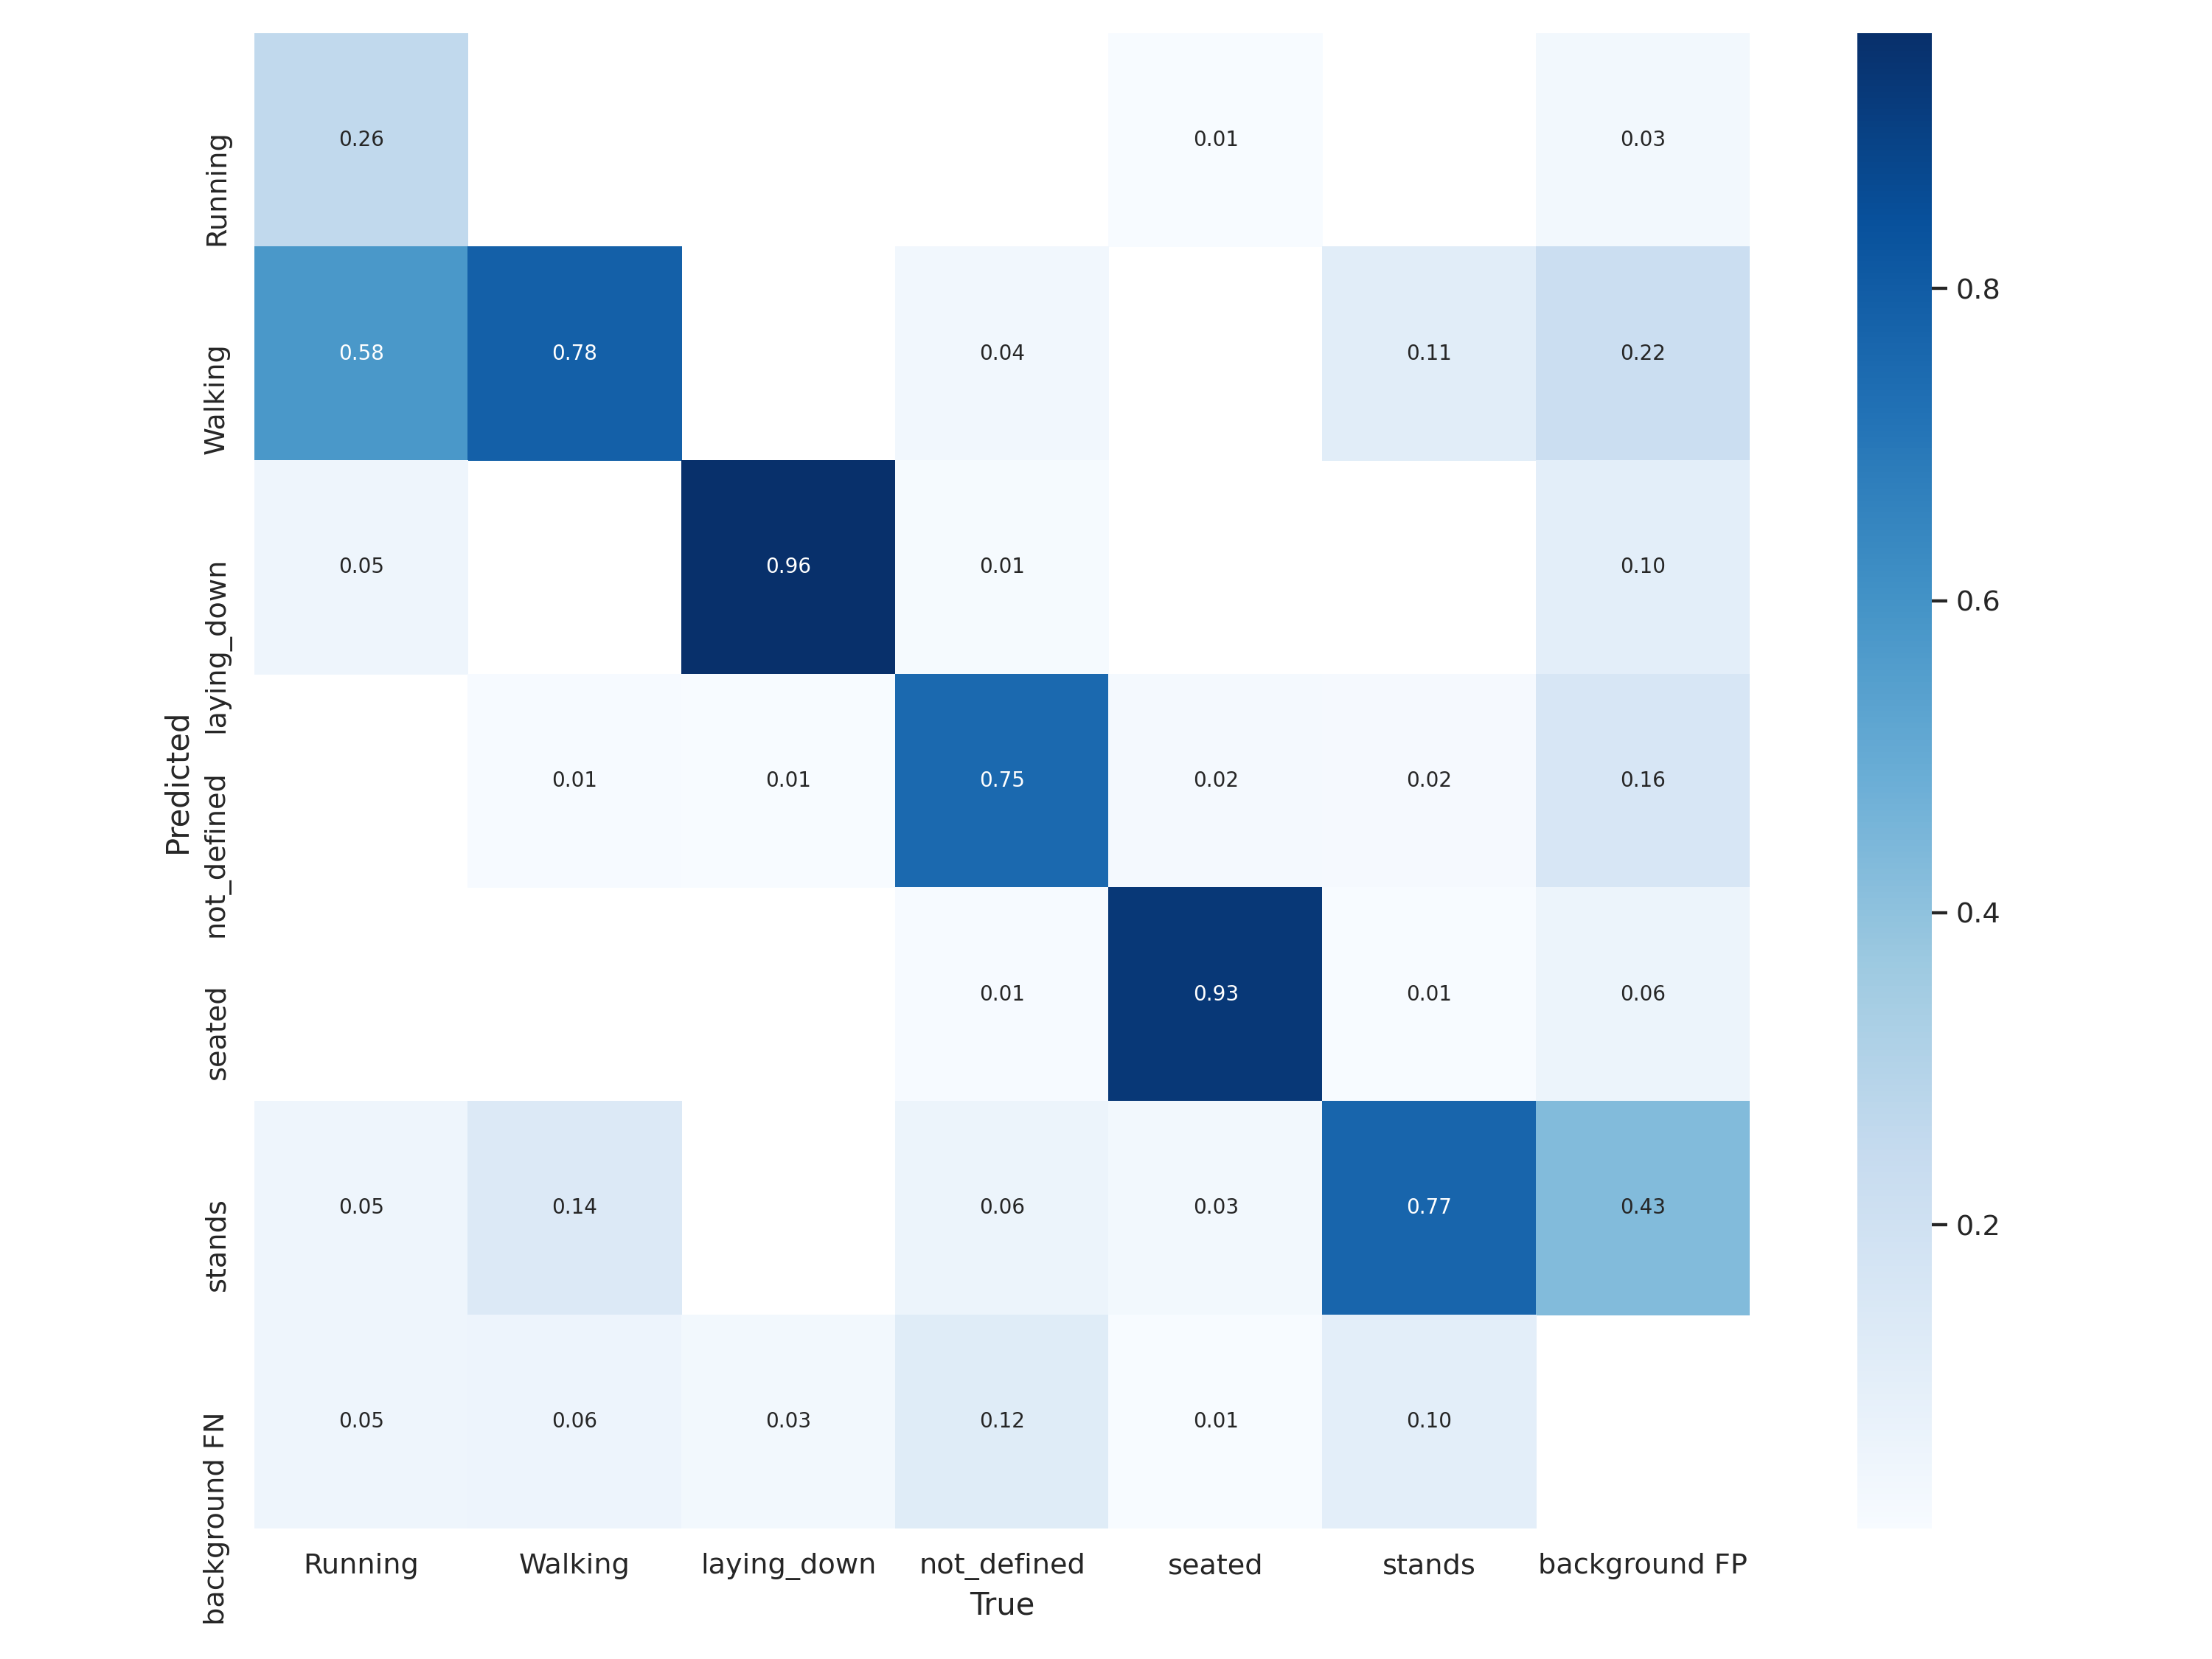 0.26 0.01 0.03
Running
0.58 0.78 0.04 0.11 0.22
Walking
0.05 0.96 0.01 0.10
laying_down
0.01 0.01 0.75 0.02 0.02 0.16
not_defined
0.01 0.93 0.01 0.06
seated
0.05 0.14 0.06 0.03 0.77 0.43
stands
0.05 0.06 0.03 0.12 0.01 0.10
background FN
Predicted
Running Walking laying_down not_defined seated stands background FP
True
0.8
0.6
0.4
0.2